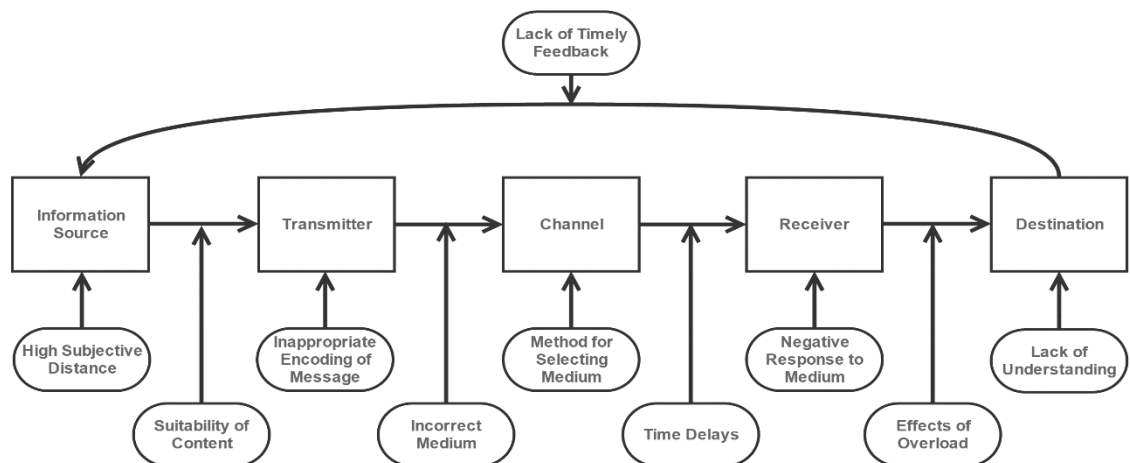 Lack of Timely
Feedback
Information
Source
Transmitter
Channel
Receiver
Destination
High Subjective
Distance
Inappropriate
Encoding of
Message
Method for
Selecting
Medium
Negative
Response to
Medium
Lack of
Understanding
Suitability of
Content
Incorrect
Medium
Time Delays
Effects of
Overload